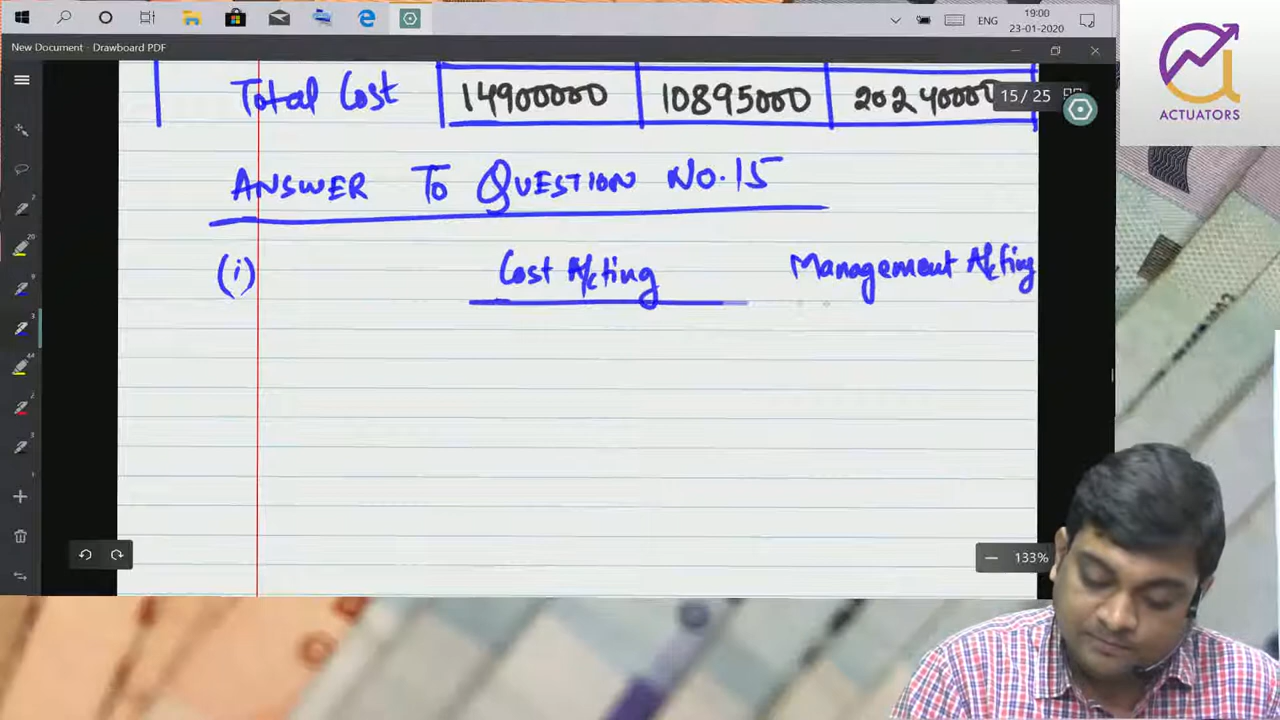 ENG
19:00
23-01-2020
New Document - Drawboard PDF
Total Cost 14900000 10895000 20240000
15 / 25
ACTUATORS
ANSWER TO QUESTION NO. 15
(i) Cost A/cting Management A/cting
133%